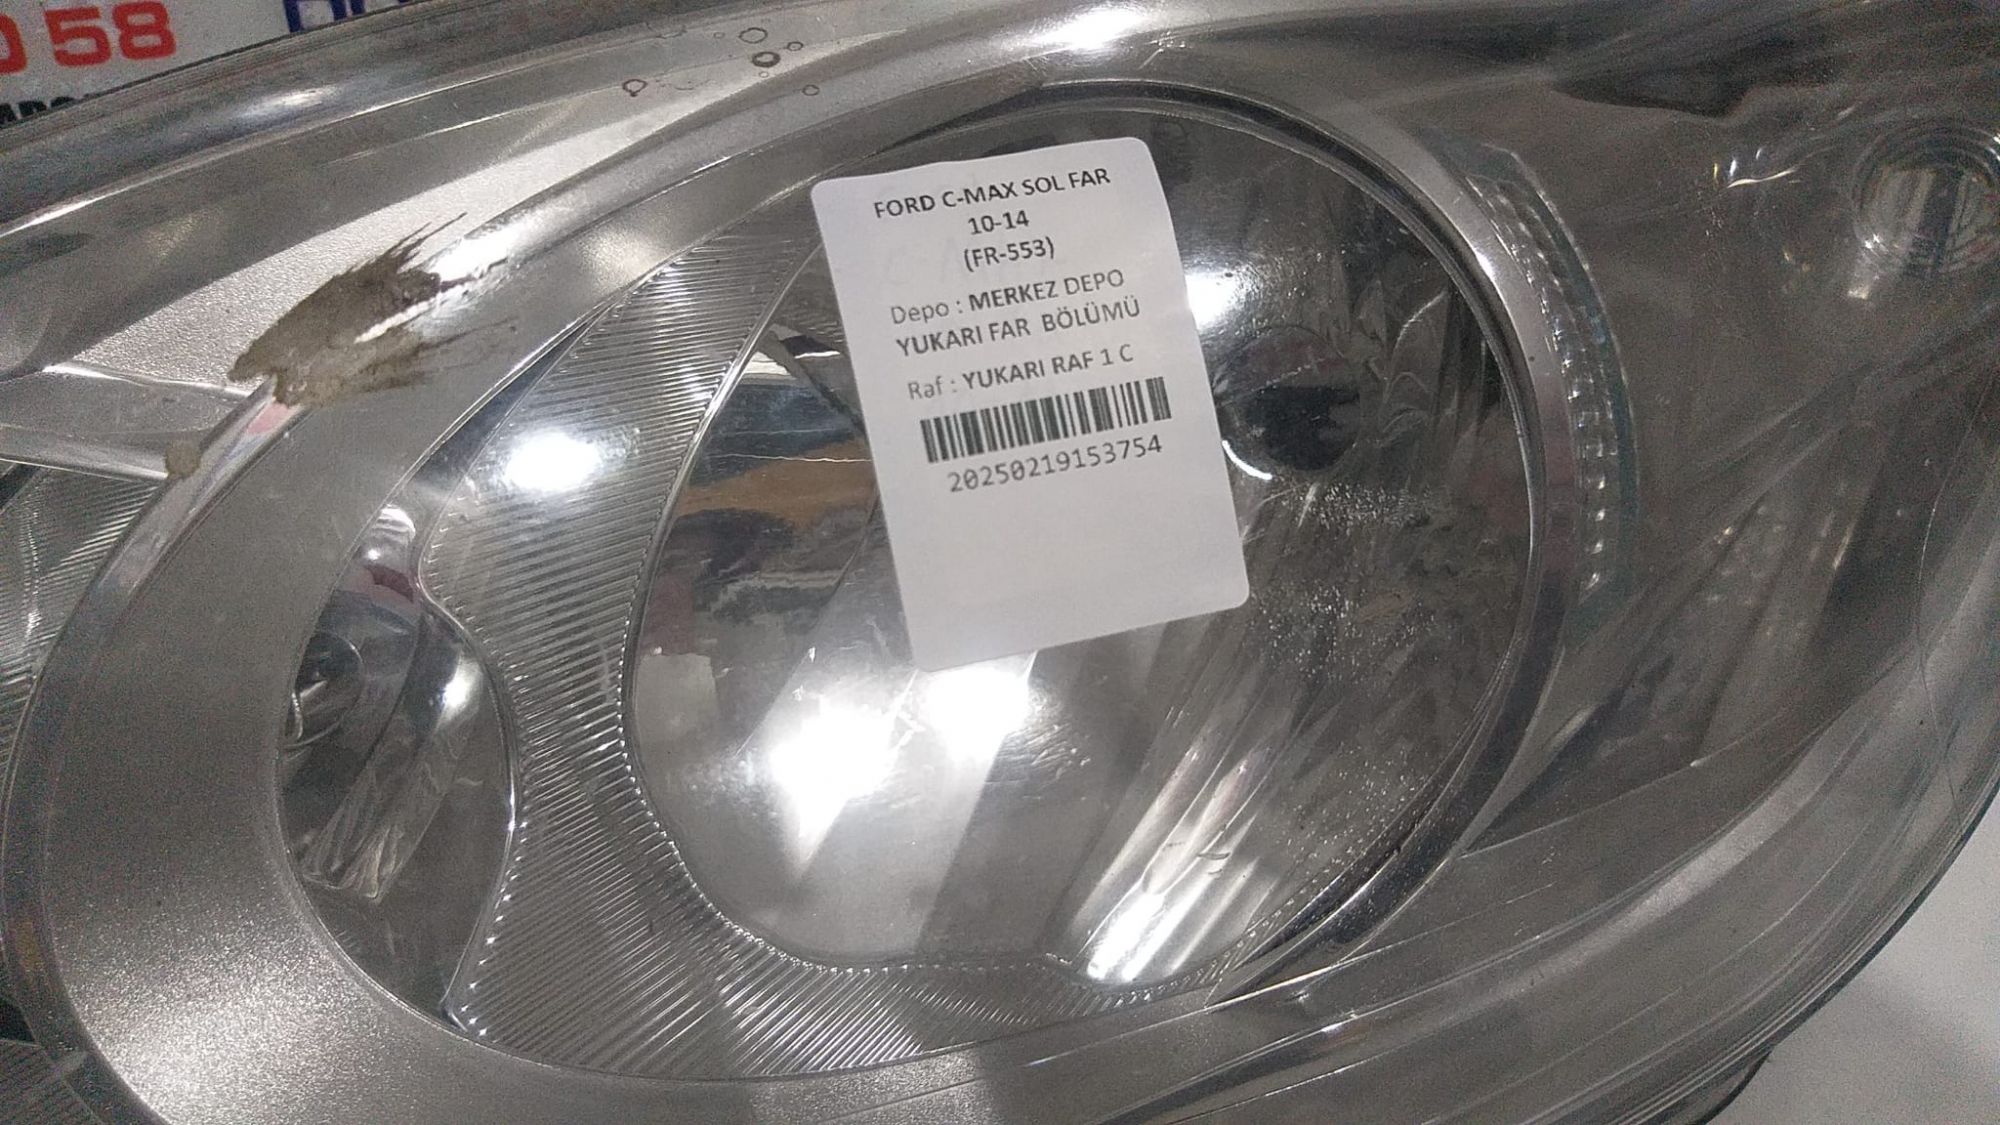 58
FORD C-MAX SOL FAR
10-14
(FR-553)
Depo : MERKEZ DEPO
YUKARI FAR BÖLÜMÜ
Raf : YUKARI RAF 1 C
20250219153754